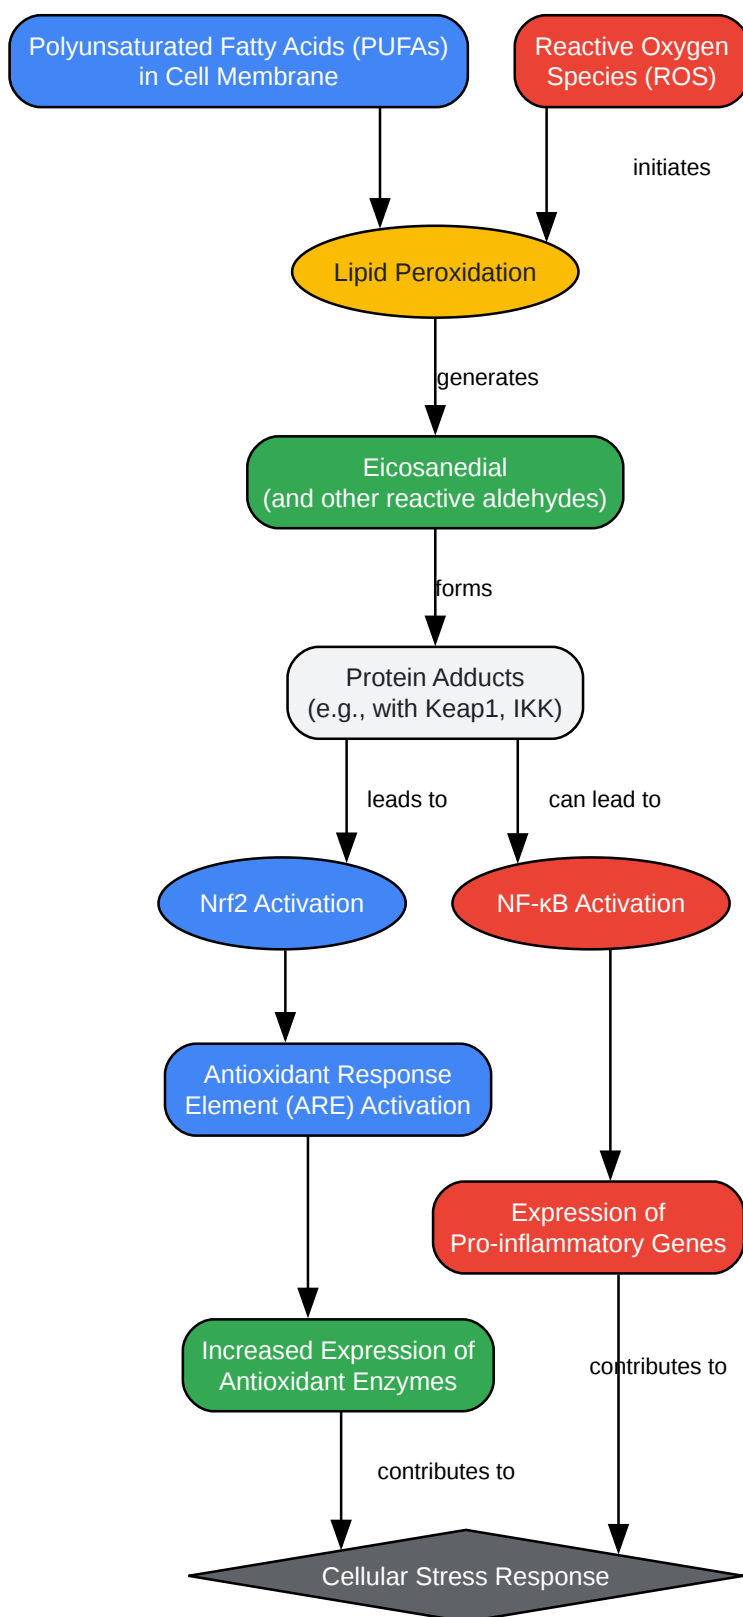 Polyunsaturated Fatty Acids (PUFAs)
in Cell Membrane
Reactive Oxygen
Species (ROS)
initiates
Lipid Peroxidation
generates
Eicosanedial
(and other reactive aldehydes)
forms
Protein Adducts
(e.g., with Keap1, IKK)
leads to
can lead to
Nrf2 Activation
NF-κB Activation
Antioxidant Response
Element (ARE) Activation
Expression of
Pro-inflammatory Genes
Increased Expression of
Antioxidant Enzymes
contributes to
contributes to
Cellular Stress Response